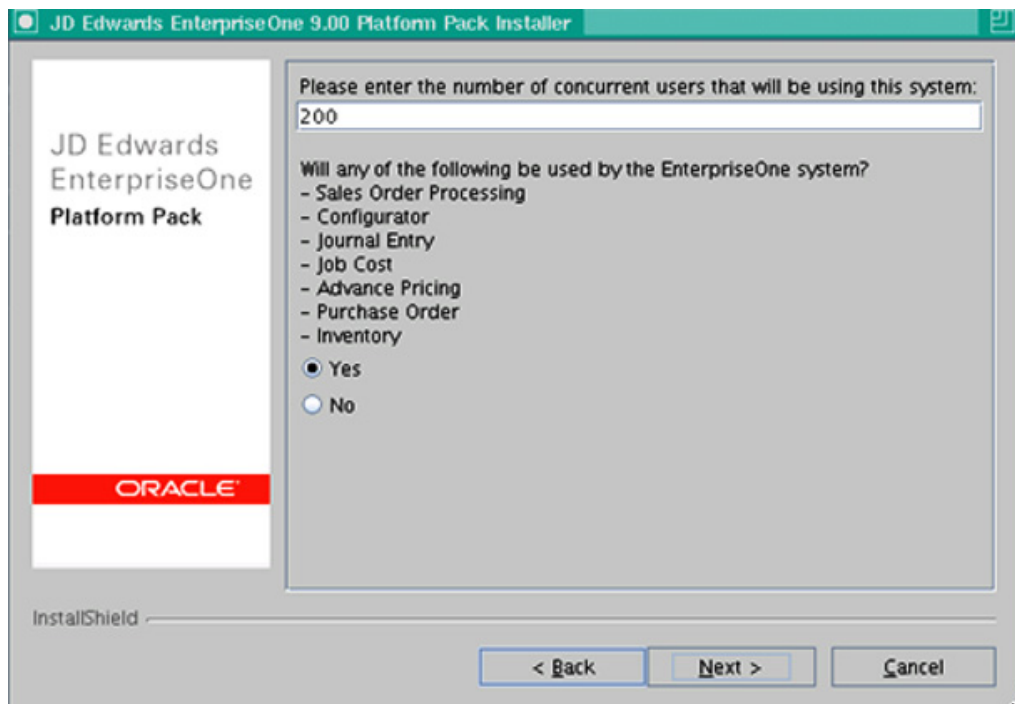 JD Edwards EnterpriseOne 9.00 Platform Pack Installer
JD Edwards
EnterpriseOne
Platform Pack
ORACLE
Please enter the number of concurrent users that will be using this system:
200
Will any of the following be used by the EnterpriseOne system?
- Sales Order Processing
- Configurator
- Journal Entry
- Job Cost
- Advance Pricing
- Purchase Order
- Inventory
Yes
No
InstallShield
< Back
Next >
Cancel